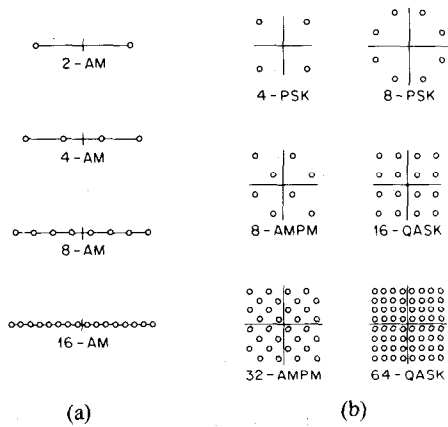 2-AM
4-AM
8-AM
16-AM
(a)
4-PSK 8-PSK
8-AMPM 16-QASK
32-AMPM 64-QASK
(b)